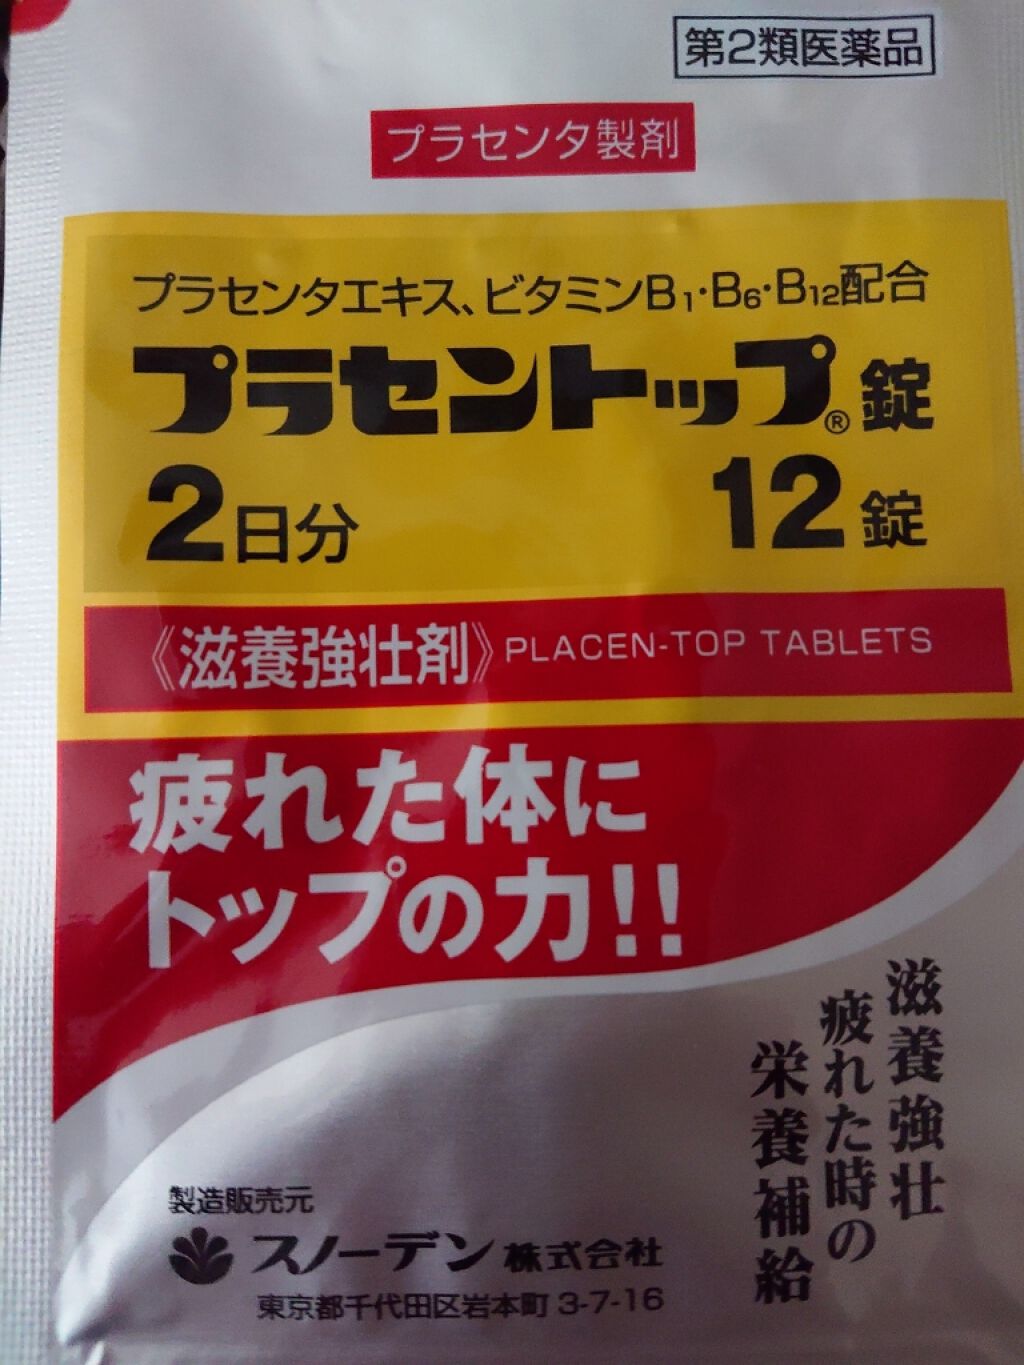 第2類医薬品
プラセンタ製剤
プラセンタエキス、ビタミンB1・B6・B12配合
プラセントップ®錠
2日分 12錠
《滋養強壮剤》PLACEN-TOP TABLETS
疲れた体に
トップの力!!
滋養強壮
疲れた時の
栄養補給
製造販売元
スノーデン株式会社
東京都千代田区岩本町 3-7-16